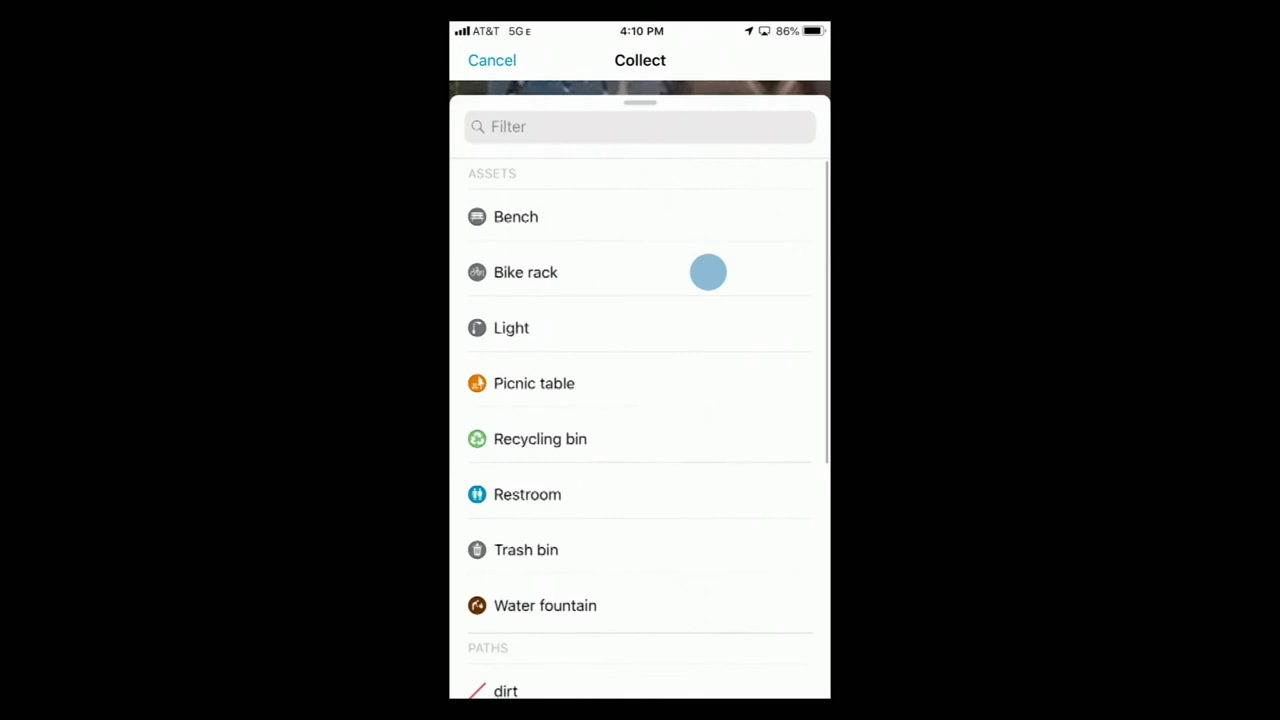 AT&T 5G E 4:10 PM 86%
Cancel Collect
Filter
ASSETS
Bench
Bike rack
Light
Picnic table
Recycling bin
Restroom
Trash bin
Water fountain
PATHS
dirt